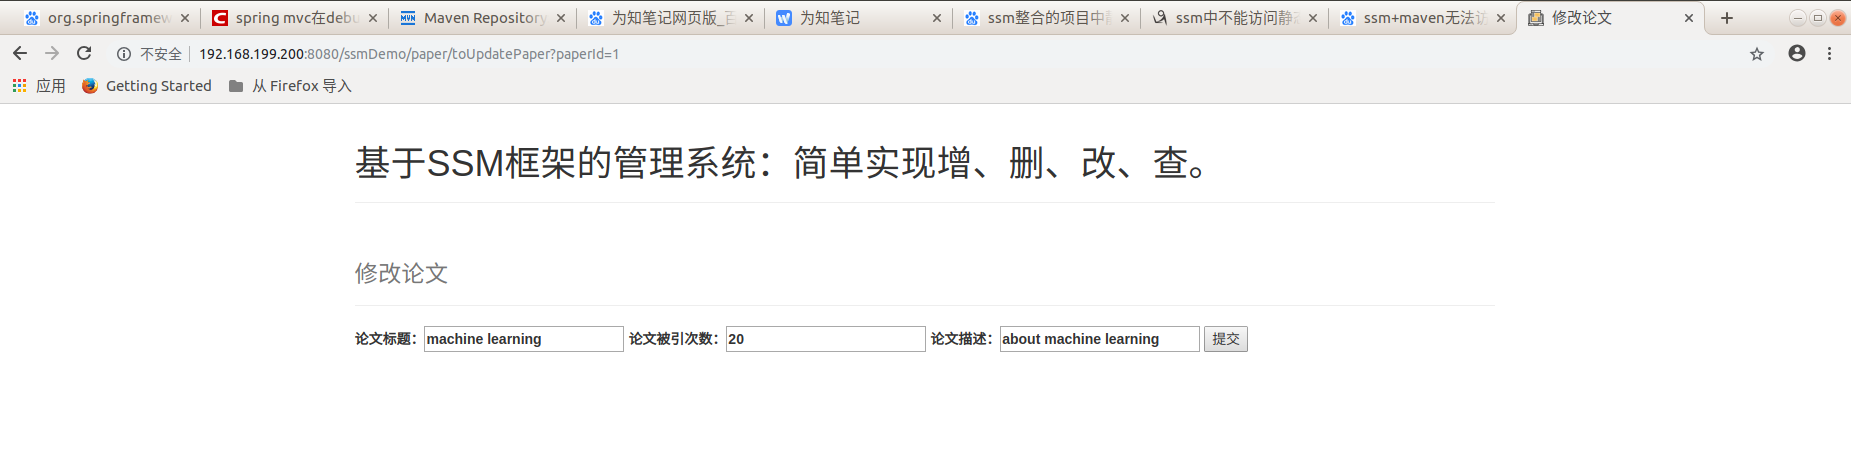 org.springframew
spring mvc在debu
Maven Repository
为知笔记网页版_百
为知笔记
ssm整合的项目中静
ssm中不能访问静态
ssm+maven无法访
修改论文
不安全 192.168.199.200:8080/ssmDemo/paper/toUpdatePaper?paperId=1
应用 Getting Started 从 Firefox 导入
基于SSM框架的管理系统：简单实现增、删、改、查。
修改论文
论文标题：machine learning 论文被引次数：20 论文描述：about machine learning 提交